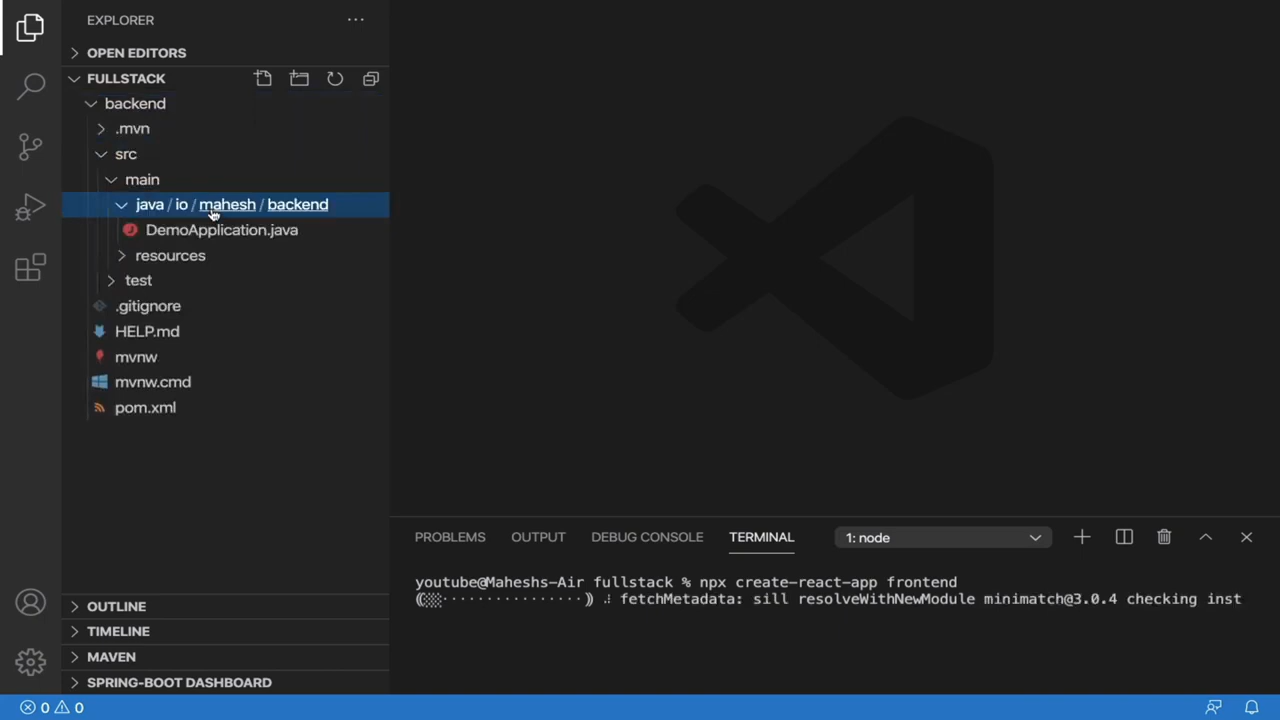 EXPLORER
OPEN EDITORS
FULLSTACK
backend
.mvn
src
main
java / io / mahesh / backend
DemoApplication.java
resources
test
.gitignore
HELP.md
mvnw
mvnw.cmd
pom.xml
OUTLINE
TIMELINE
MAVEN
SPRING-BOOT DASHBOARD
PROBLEMS OUTPUT DEBUG CONSOLE TERMINAL 1: node
youtube@Maheshs-Air fullstack % npx create-react-app frontend
(░░················) ⠼ fetchMetadata: sill resolveWithNewModule minimatch@3.0.4 checking inst
0 0